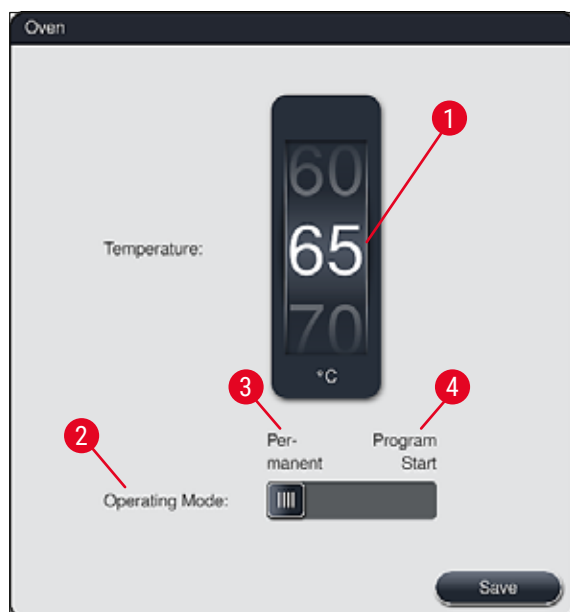 Oven
1
60
Temperature:
65
70
°C
3
4
2
Per-
manent
Program
Start
Operating Mode:
Save